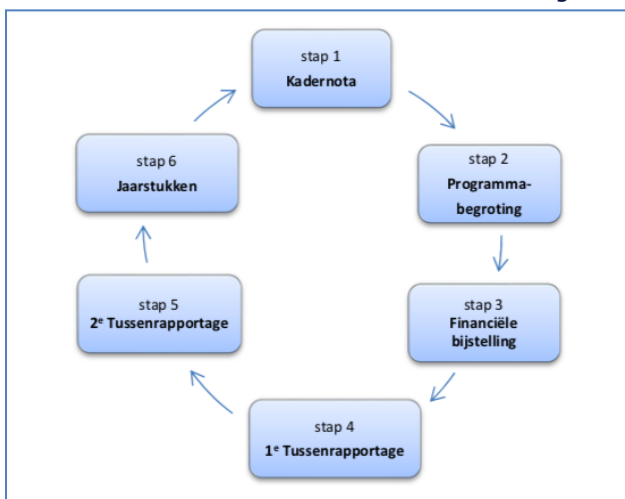 stap 1
Kadernota
stap 2
Programma-
begroting
stap 3
Financiële
bijstelling
stap 4
1e Tussenrapportage
stap 5
2e Tussenrapportage
stap 6
Jaarstukken